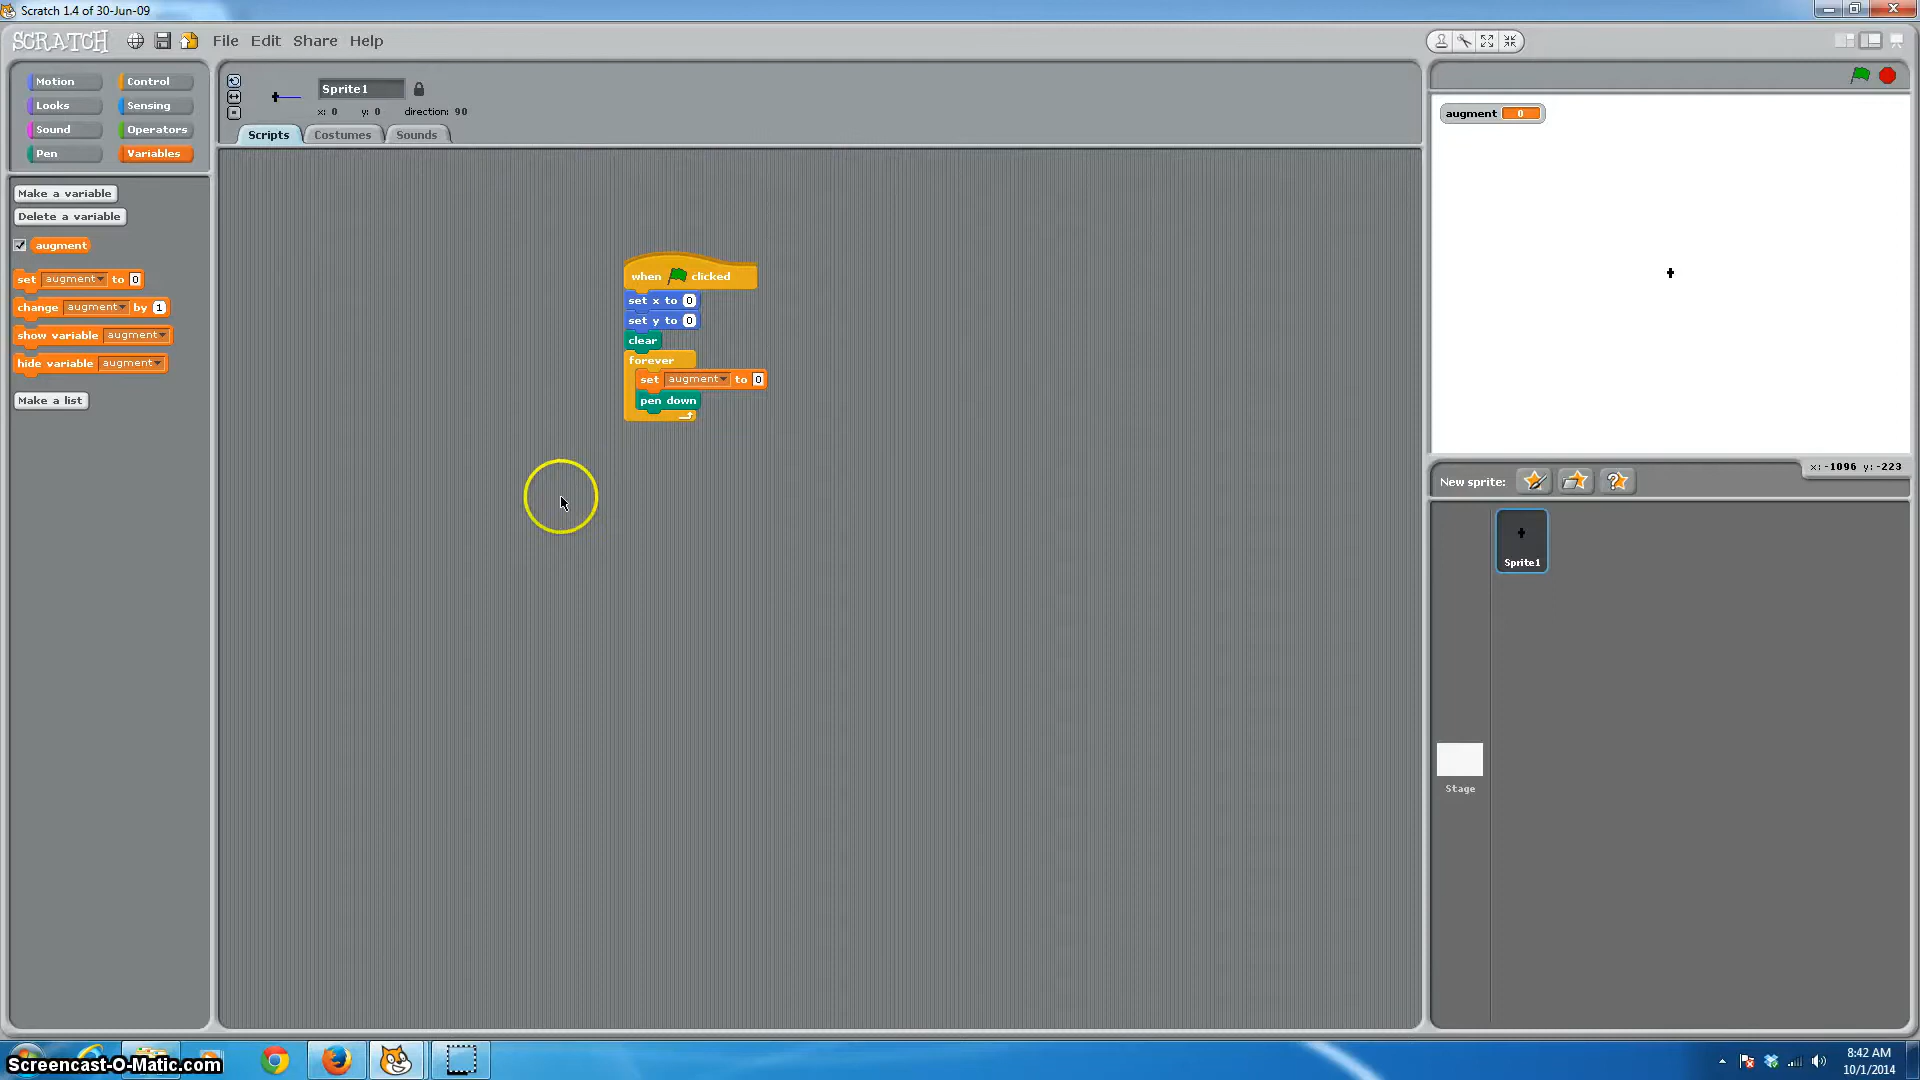 Scratch 1.4 of 30-Jun-09
SCRATCH File Edit Share Help
Motion Control
Looks Sensing
Sound Operators
Pen Variables
Make a variable
Delete a variable
augment
set augment to 0
change augment by 1
show variable augment
hide variable augment
Make a list
Sprite1
x: 0 y: 0 direction: 90
Scripts Costumes Sounds
when clicked
set x to 0
set y to 0
clear
forever
set augment to 0
pen down
augment 0
x: -1096 y: -223
New sprite:
Sprite1
Stage
Screencast-O-Matic.com
8:42 AM
10/1/2014